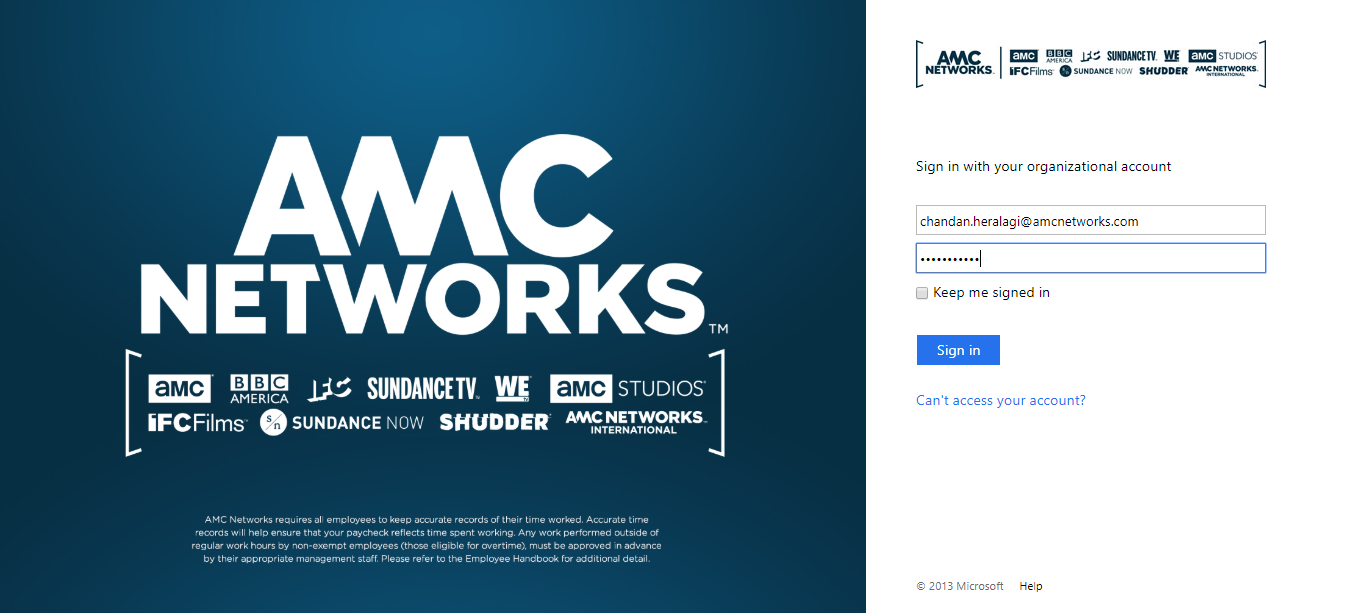 AMC
NETWORKS™
amc BBC AMERICA IFC SUNDANCETV WE tv amc STUDIOS
IFC Films s/n SUNDANCE NOW SHUDDER AMC NETWORKS INTERNATIONAL
AMC Networks requires all employees to keep accurate records of their time worked. Accurate time
records will help ensure that your paycheck reflects time spent working. Any work performed outside of
regular work hours by non-exempt employees (those eligible for overtime), must be approved in advance
by their appropriate management staff. Please refer to the Employee Handbook for additional detail.
AMC NETWORKS amc BBC AMERICA IFC SUNDANCETV WE amc STUDIOS
IFC Films s/n SUNDANCE NOW SHUDDER AMC NETWORKS INTERNATIONAL
Sign in with your organizational account
chandan.heralagi@amcnetworks.com
•••••••••••
Keep me signed in
Sign in
Can't access your account?
© 2013 Microsoft Help